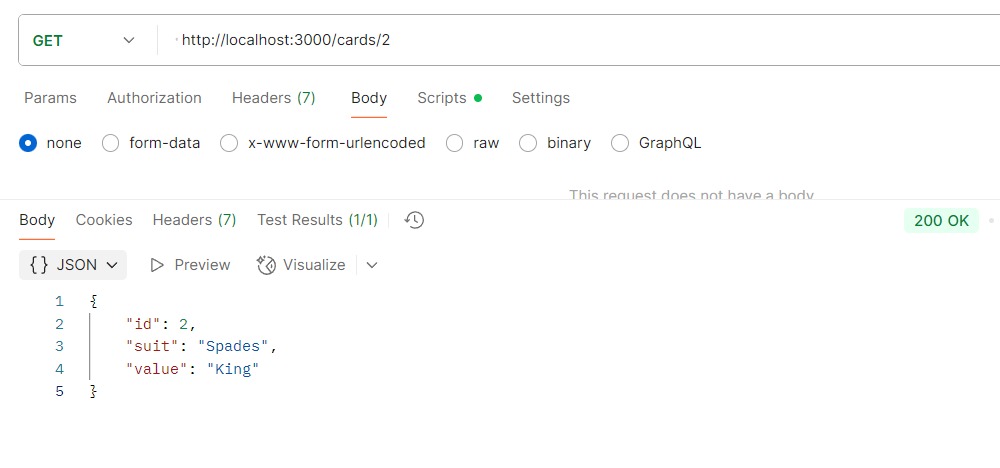 GET http://localhost:3000/cards/2
Params Authorization Headers (7) Body Scripts Settings
none form-data x-www-form-urlencoded raw binary GraphQL
This request does not have a body
Body Cookies Headers (7) Test Results (1/1) 200 OK
{} JSON Preview Visualize
1 {
2 "id": 2,
3 "suit": "Spades",
4 "value": "King"
5 }